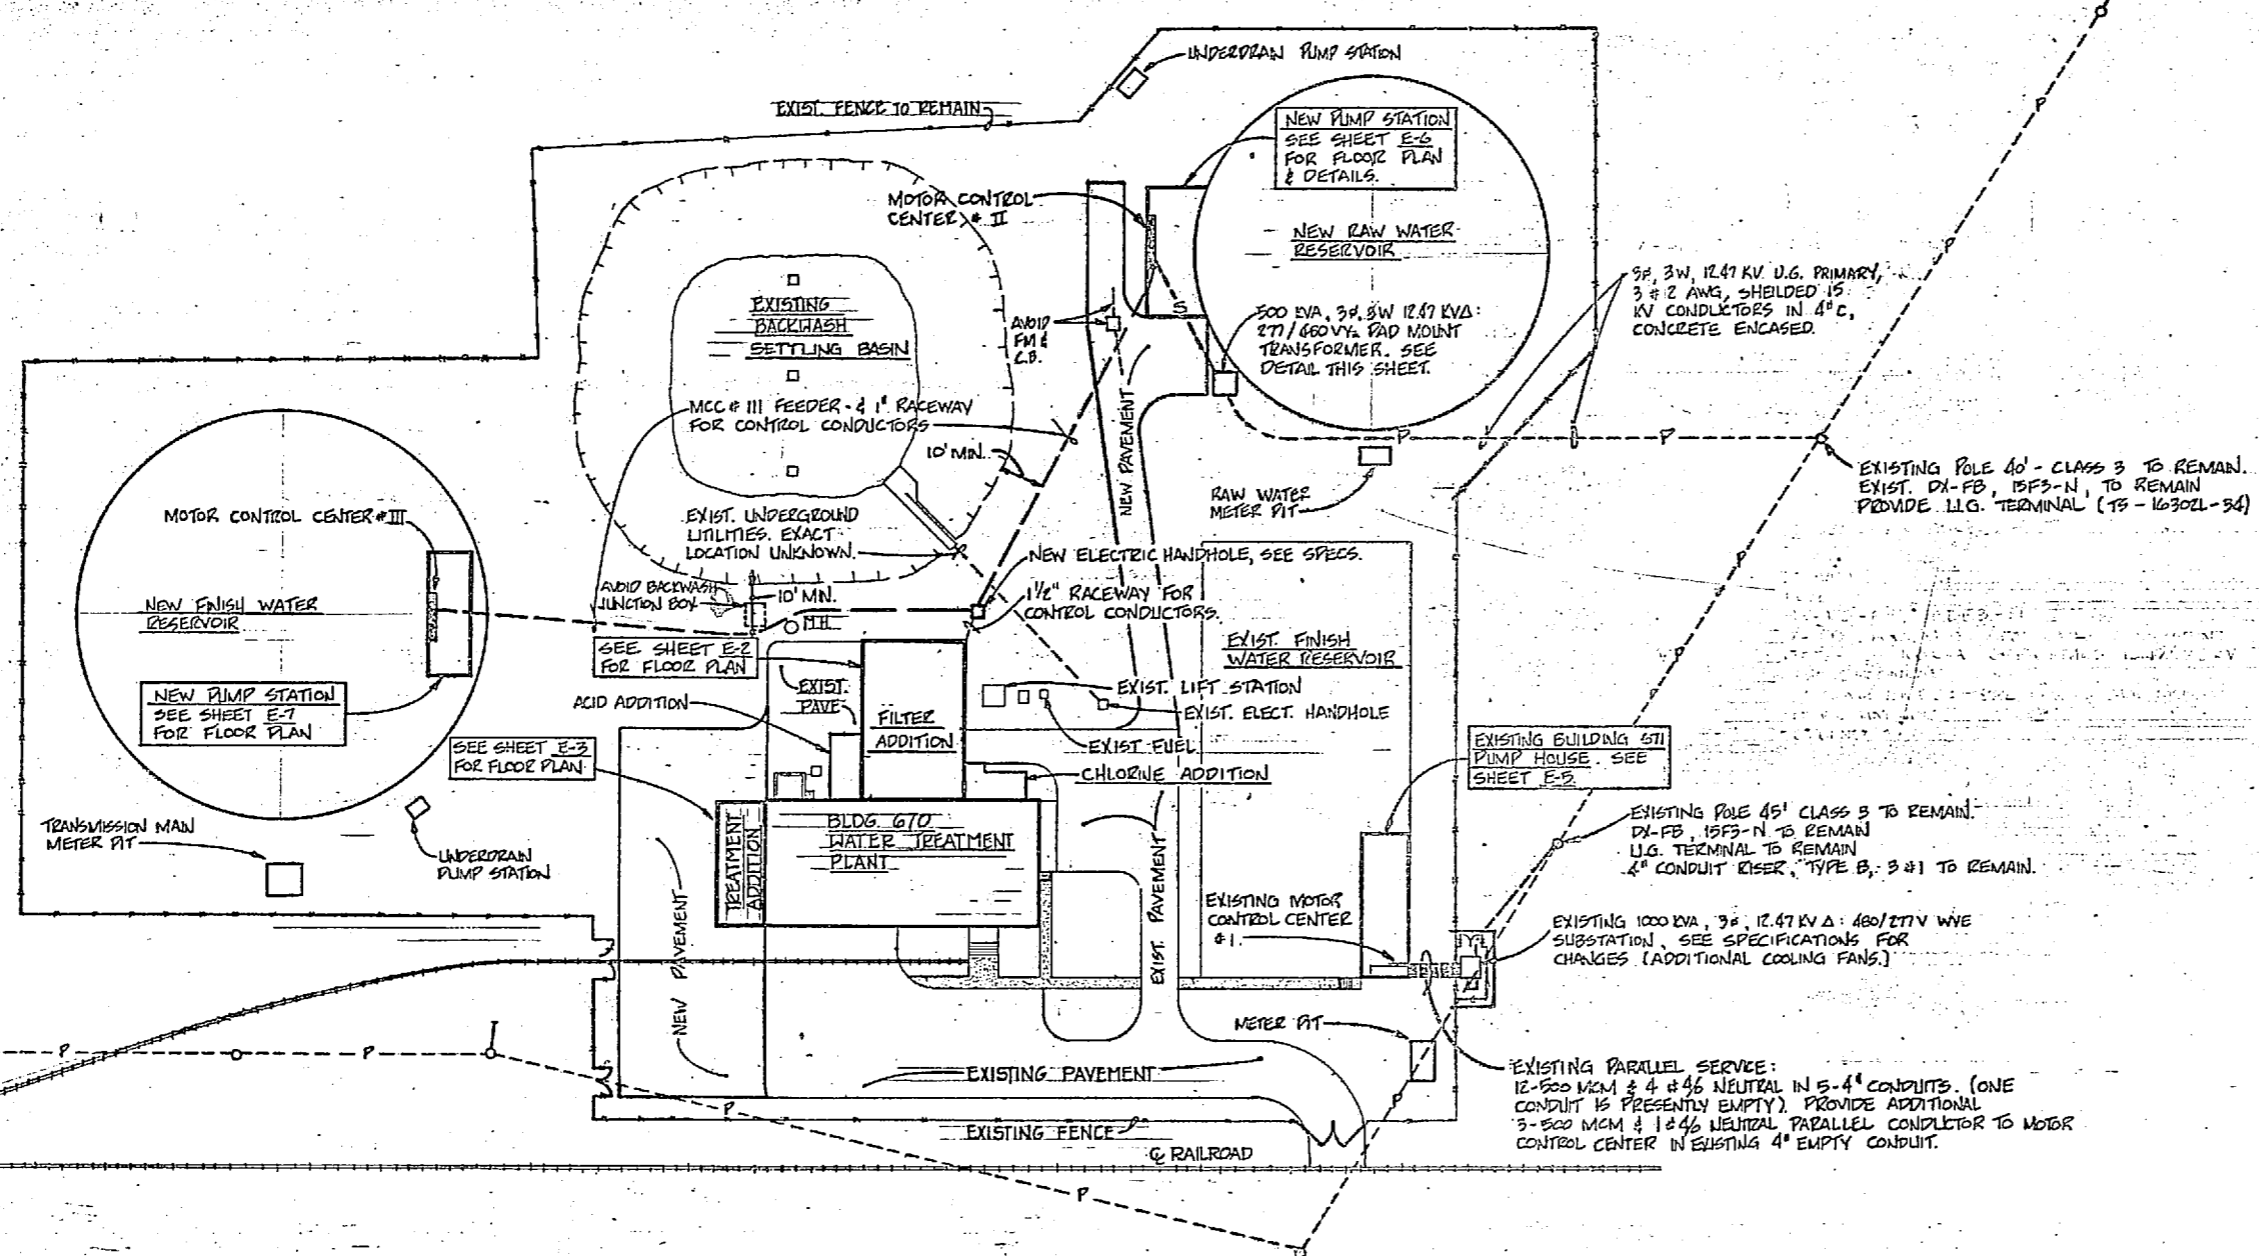 UNDERDRAIN PUMP STATION
EXIST. FENCE TO REMAIN
NEW PUMP STATION
SEE SHEET E-6
FOR FLOOR PLAN
& DETAILS.
MOTOR CONTROL
CENTER # II
NEW RAW WATER
RESERVOIR
3ø, 3W, 12.47 KV U.G. PRIMARY,
3 #2 AWG, SHEILDED 15
KV CONDUCTORS IN 4"C,
CONCRETE ENCASED.
EXISTING
BACKWASH
SETTLING BASIN
AVOID
FM &
C.B.
S
500 KVA, 3ø, 3W 12.47 KVΔ:
277/480VY: PAD MOUNT
TRANSFORMER. SEE
DETAIL THIS SHEET.
MCC # III FEEDER - & 1" RACEWAY
FOR CONTROL CONDUCTORS
10' MIN.
NEW PAVEMENT
RAW WATER
METER PIT
EXISTING POLE 40' - CLASS 3 TO REMAIN.
EXIST. DX-FB, 15F3-N, TO REMAIN
PROVIDE U.G. TERMINAL (TS-16302L-34)
MOTOR CONTROL CENTER # III
EXIST. UNDERGROUND
UTILITIES. EXACT
LOCATION UNKNOWN.
NEW ELECTRIC HANDHOLE, SEE SPECS.
AVOID BACKWASH
JUNCTION BOX
10' MIN.
M.H.
1½" RACEWAY FOR
CONTROL CONDUCTORS.
NEW FINISH WATER
RESERVOIR
SEE SHEET E-2
FOR FLOOR PLAN
EXIST. FINISH
WATER RESERVOIR
NEW PUMP STATION
SEE SHEET E-7
FOR FLOOR PLAN
EXIST.
PAVE
ACID ADDITION
FILTER
ADDITION
EXIST. LIFT STATION
EXIST. ELECT. HANDHOLE
EXIST FUEL
CHLORINE ADDITION
SEE SHEET E-3
FOR FLOOR PLAN
EXISTING BUILDING 671
PUMP HOUSE. SEE
SHEET E-5.
TRANSMISSION MAIN
METER PIT
UNDERDRAIN
PUMP STATION
TREATMENT
ADDITION
BLDG. 670
WATER TREATMENT
PLANT
EXISTING POLE 45' CLASS 3 TO REMAIN.
DX-FB, 15F3-N TO REMAIN
U.G. TERMINAL TO REMAIN
4" CONDUIT RISER, TYPE B, 3 #1 TO REMAIN.
NEW PAVEMENT
EXIST. PAVEMENT
EXISTING MOTOR
CONTROL CENTER
#1.
EXISTING 1000 KVA, 3ø, 12.47 KV Δ: 480/277V WYE
SUBSTATION, SEE SPECIFICATIONS FOR
CHANGES (ADDITIONAL COOLING FANS.)
METER PIT
EXISTING PAVEMENT
EXISTING PARALLEL SERVICE:
12-500 MCM & 4 #4/0 NEUTRAL IN 5-4" CONDUITS. (ONE
CONDUIT IS PRESENTLY EMPTY). PROVIDE ADDITIONAL
3-500 MCM & 1#4/0 NEUTRAL PARALLEL CONDUCTOR TO MOTOR
CONTROL CENTER IN EXISTING 4" EMPTY CONDUIT.
EXISTING FENCE
℄ RAILROAD
P
P
P
P
P
P
P
P
P
P
P
P